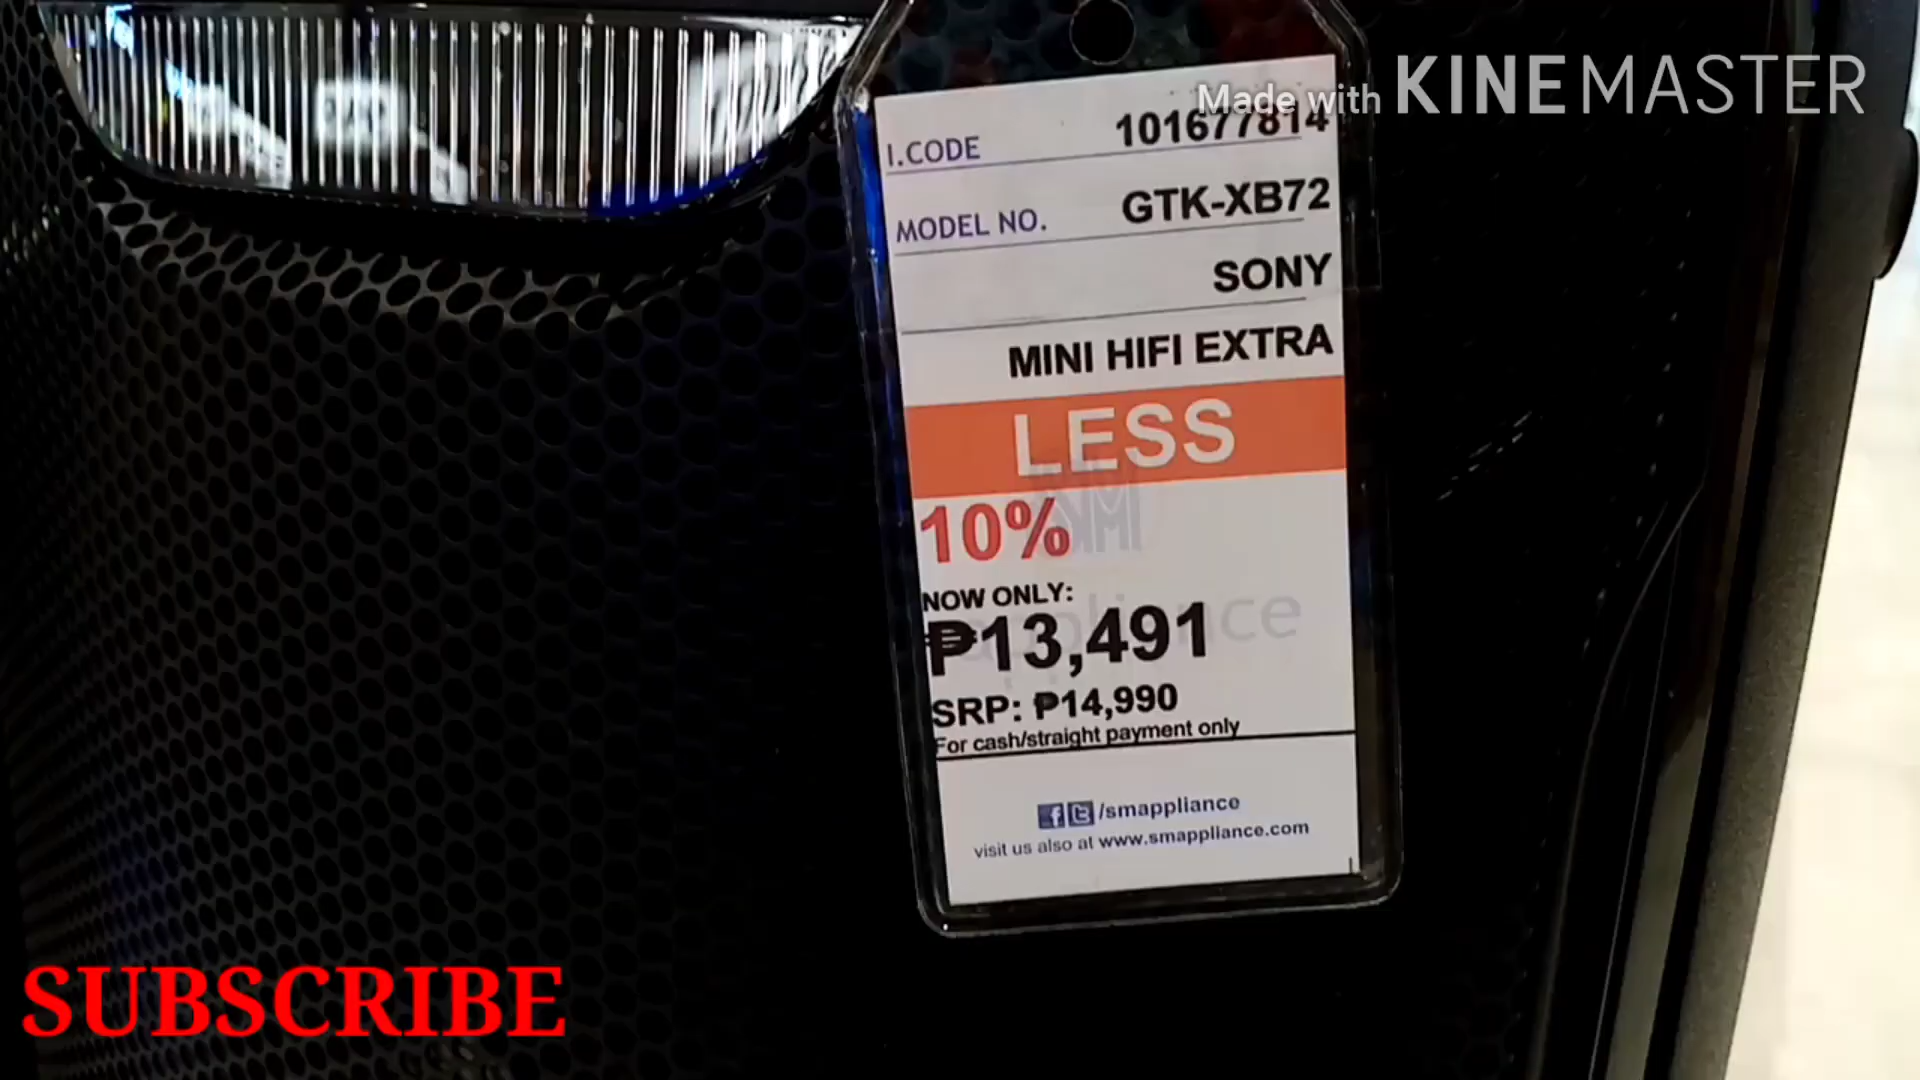 Made with KINEMASTER
I.CODE 101677814
MODEL NO. GTK-XB72
SONY
MINI HIFI EXTRA
LESS
10%
NOW ONLY:
₱13,491
SRP: ₱14,990
For cash/straight payment only
/smappliance
visit us also at www.smappliance.com
SUBSCRIBE